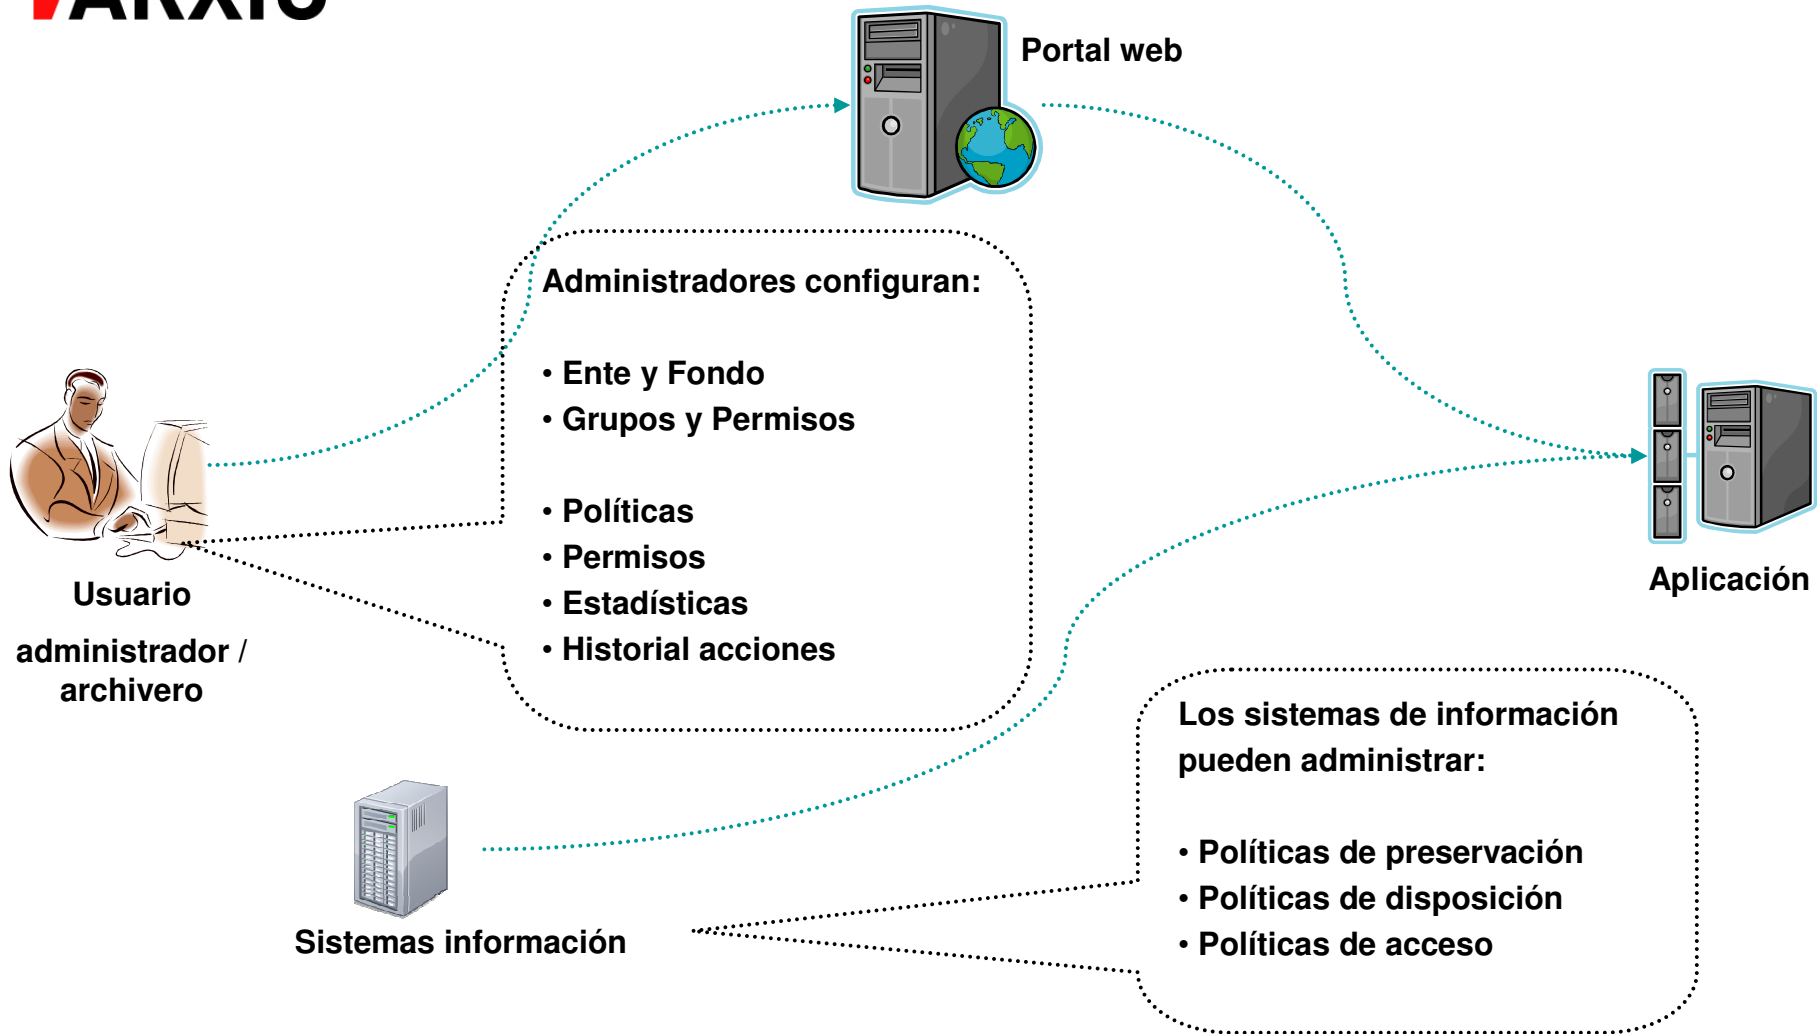 ARXIU
Portal web
Administradores configuran:
• Ente y Fondo
• Grupos y Permisos
• Políticas
• Permisos
• Estadísticas
• Historial acciones
Usuario
administrador /
archivero
Aplicación
Los sistemas de información
pueden administrar:
• Políticas de preservación
• Políticas de disposición
• Políticas de acceso
Sistemas información